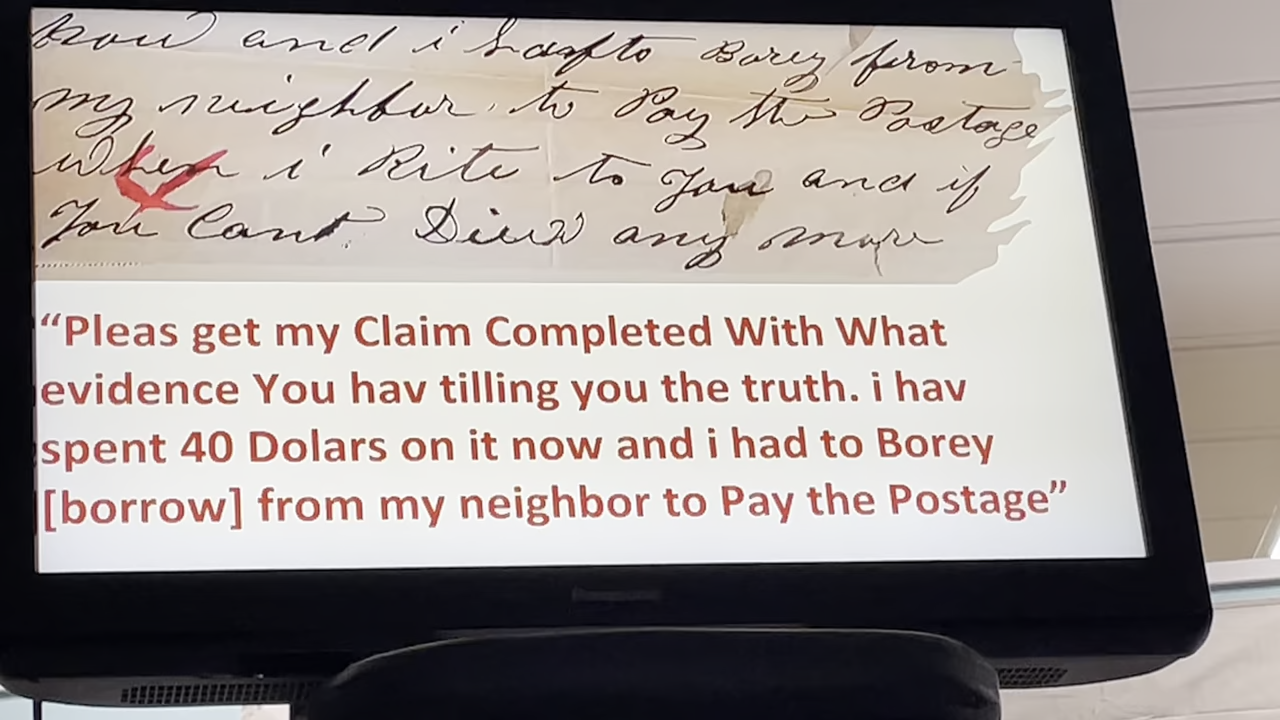 now and i hafto Borey from
my neighbor to Pay the Postage
when i Rite to You and if
You Cant any more
“Pleas get my Claim Completed With What
evidence You hav tilling you the truth. i hav
spent 40 Dolars on it now and i had to Borey
[borrow] from my neighbor to Pay the Postage”